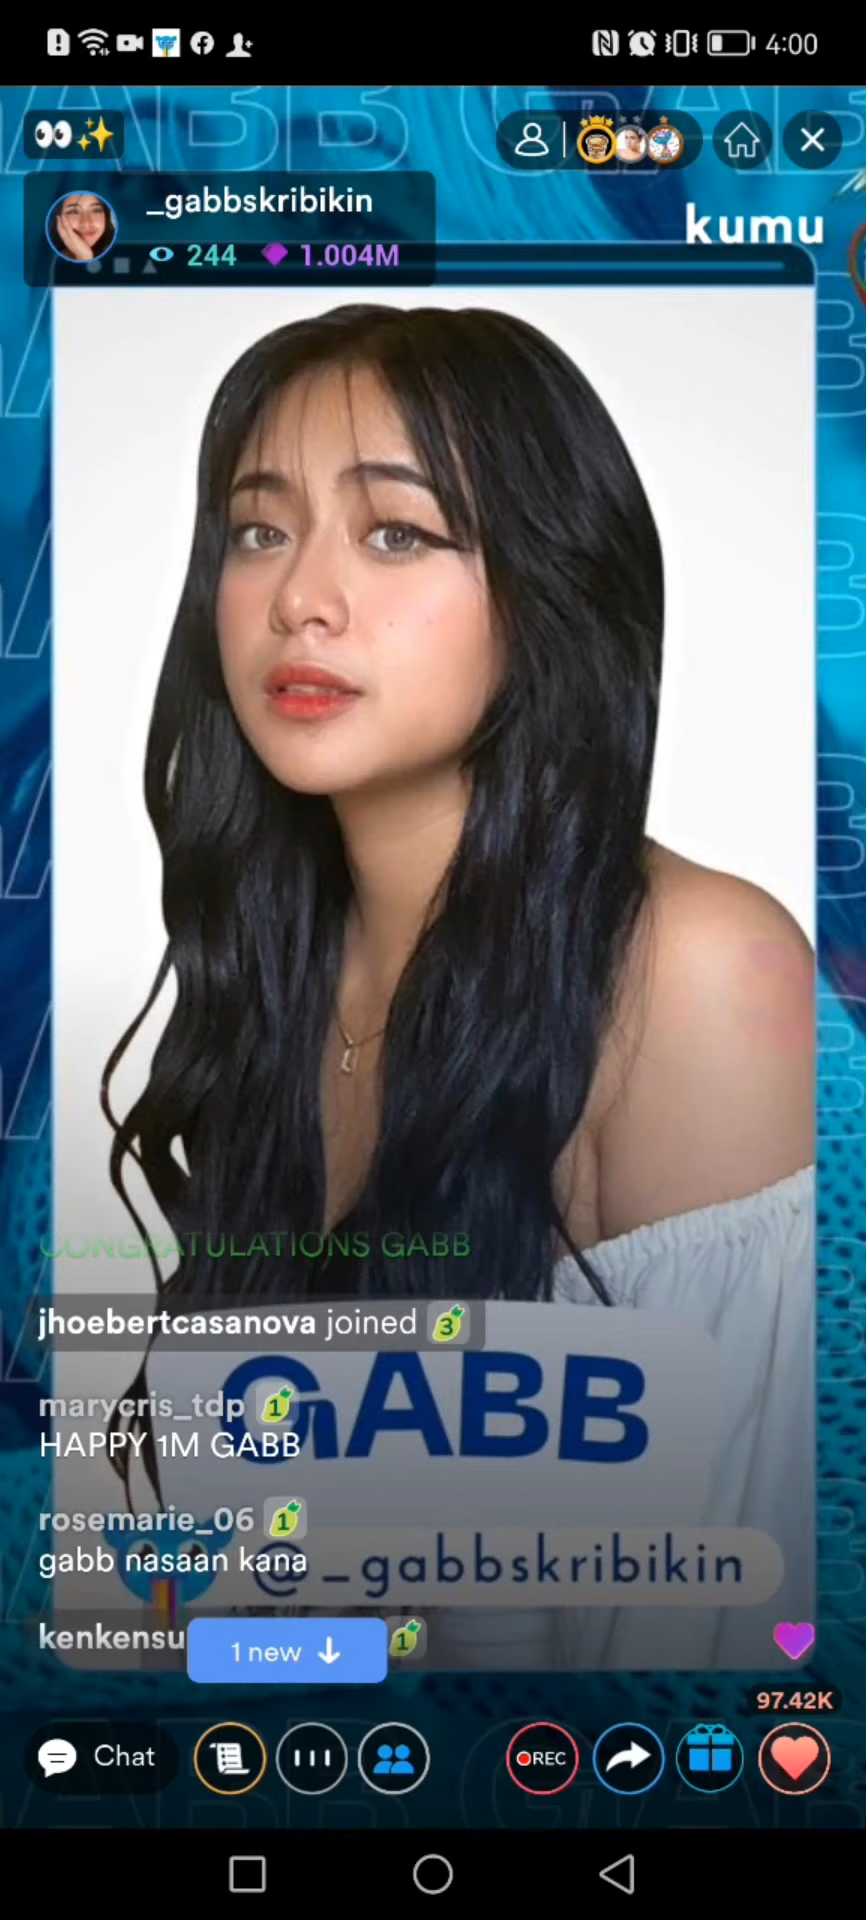 4:00
_gabbskribikin
244 1.004M
kumu
CONGRATULATIONS GABB
jhoebertcasanova joined 3
marycris_tdp 1
HAPPY 1M GABB
GABB
rosemarie_06 1
gabb nasaan kana
@_gabbskribikin
kenkensu
1
1 new
97.42K
Chat
REC